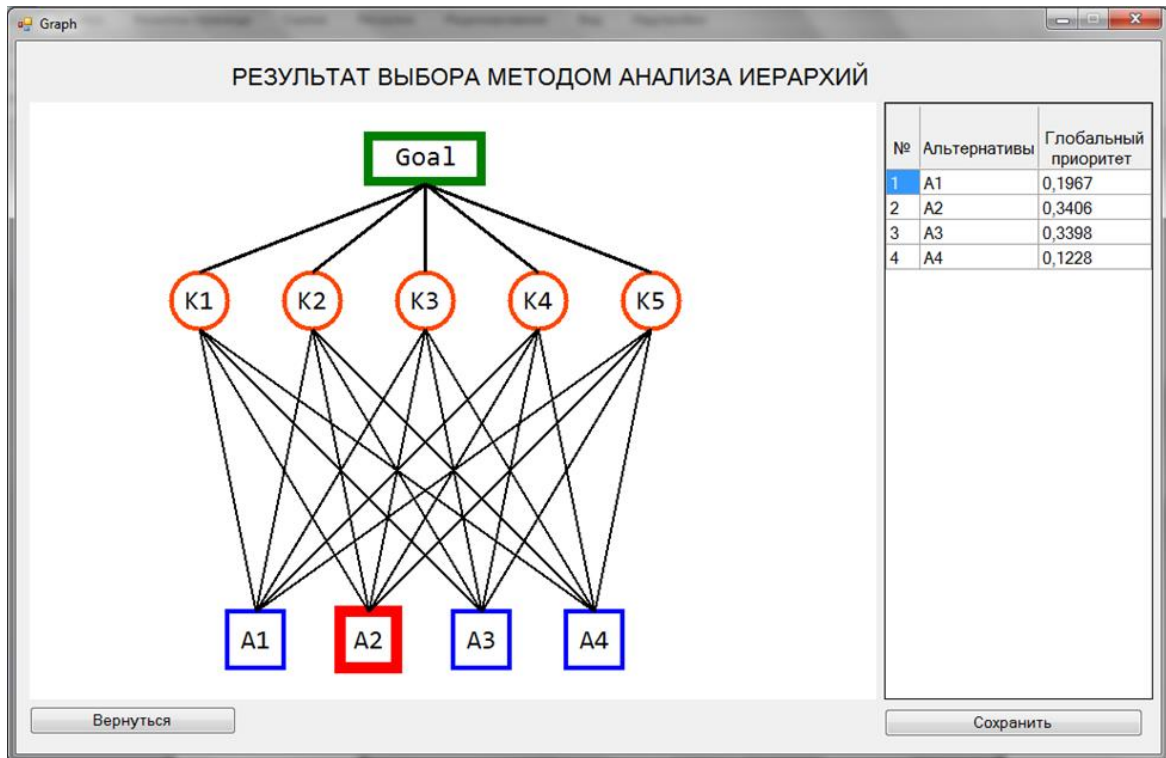 Graph
РЕЗУЛЬТАТ ВЫБОРА МЕТОДОМ АНАЛИЗА ИЕРАРХИЙ
Goal
K1 K2 K3 K4 K5
A1 A2 A3 A4
№ Альтернативы Глобальный приоритет
1 A1 0,1967
2 A2 0,3406
3 A3 0,3398
4 A4 0,1228
Вернуться
Сохранить